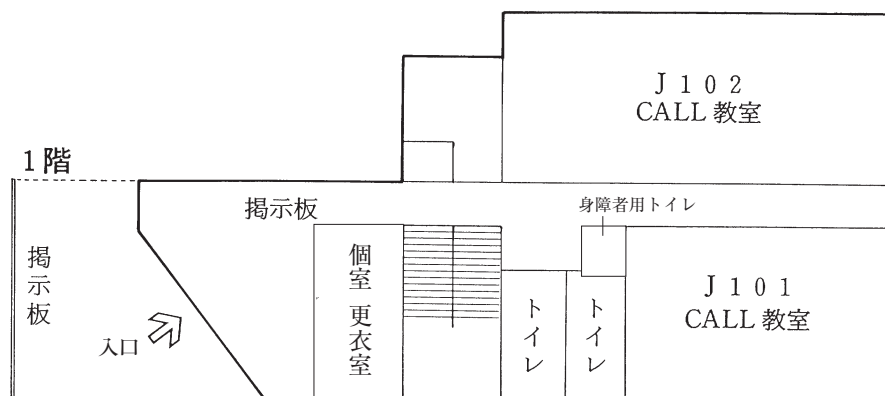 J102
CALL 教室
1階
掲示板
身障者用トイレ
掲示板
入口
個室 更衣室
トイレ
トイレ
J101
CALL 教室